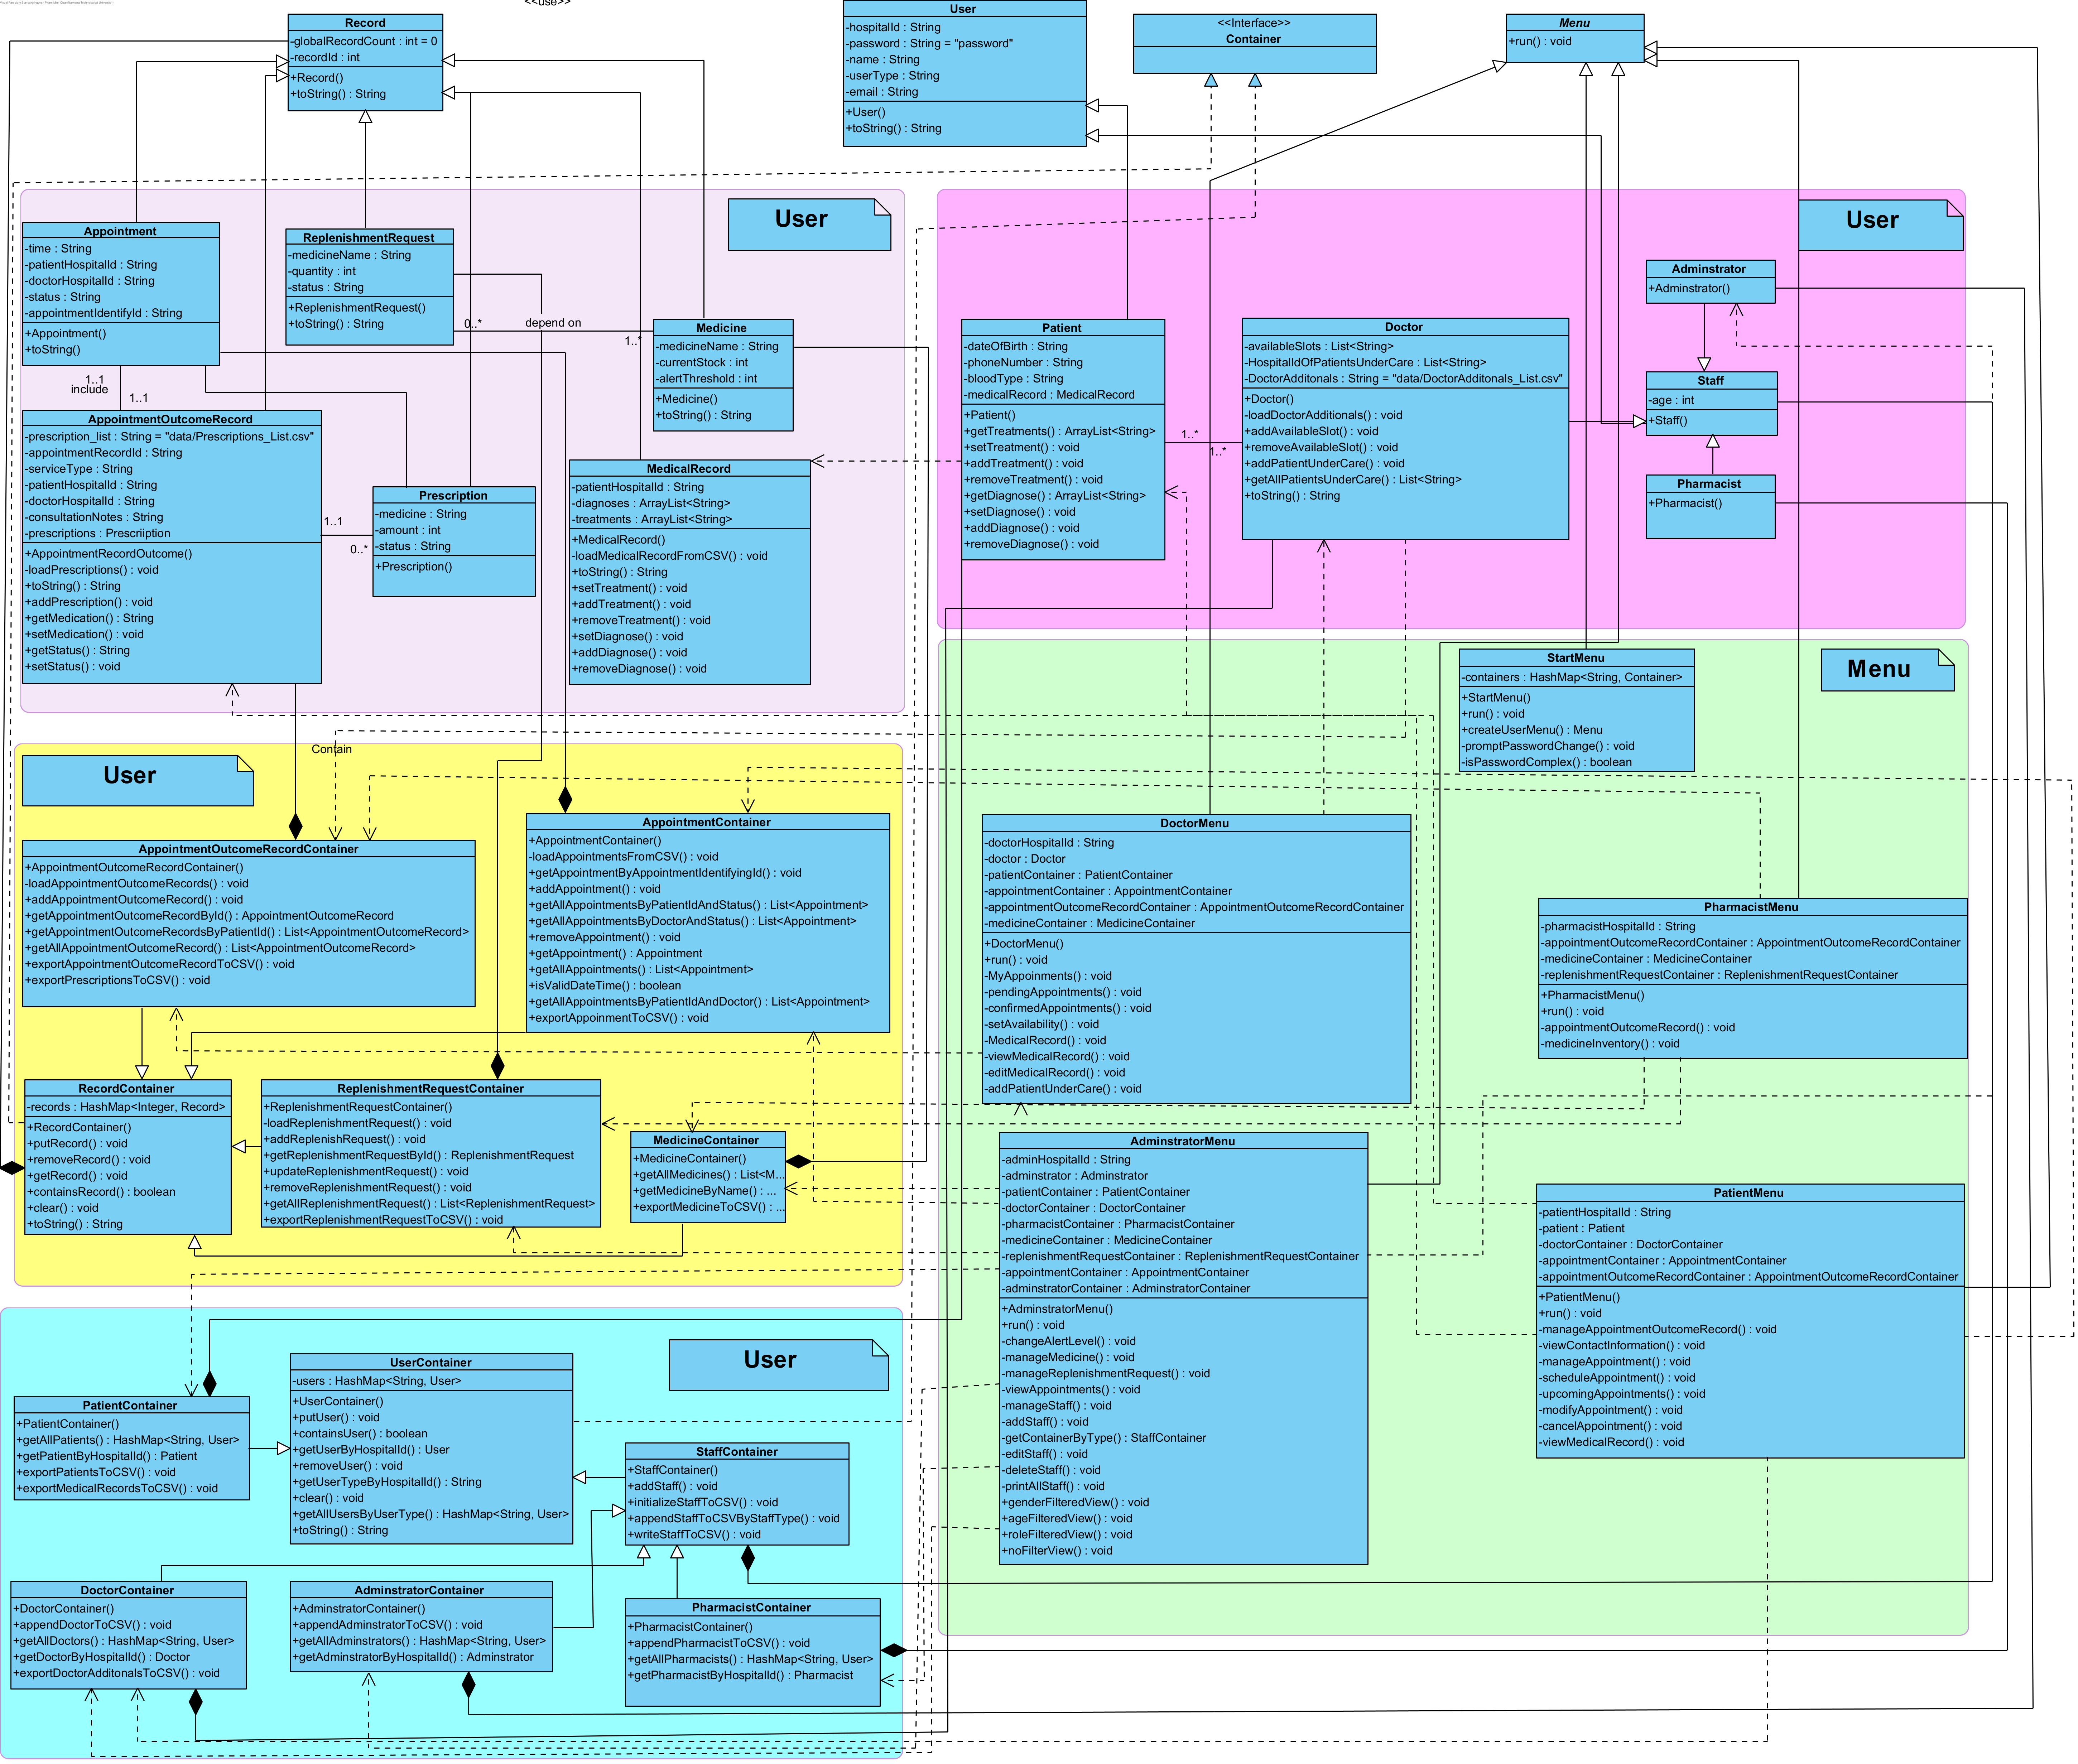 <<use>>
Record
-globalRecordCount : int = 0
-recordId : int
+Record()
+toString() : String
User
-hospitalId : String
-password : String = "password"
-name : String
-userType : String
-email : String
+User()
+toString() : String
<<Interface>>
Container
Menu
+run() : void
User
Appointment
-time : String
-patientHospitalId : String
-doctorHospitalId : String
-status : String
-appointmentIdentifyId : String
+Appointment()
+toString()
ReplenishmentRequest
-medicineName : String
-quantity : int
-status : String
+ReplenishmentRequest()
+toString() : String
0..*
depend on
1..*
Medicine
-medicineName : String
-currentStock : int
-alertThreshold : int
+Medicine()
+toString() : String
1..1
include
1..1
AppointmentOutcomeRecord
-prescription_list : String = "data/Prescriptions_List.csv"
-appointmentRecordId : String
-serviceType : String
-patientHospitalId : String
-doctorHospitalId : String
-consultationNotes : String
-prescriptions : Prescriiption
+AppointmentRecordOutcome()
-loadPrescriptions() : void
+toString() : String
+addPrescription() : void
+getMedication() : String
+setMedication() : void
+getStatus() : String
+setStatus() : void
1..1
0..*
Prescription
-medicine : String
-amount : int
-status : String
+Prescription()
MedicalRecord
-patientHospitalId : String
-diagnoses : ArrayList<String>
-treatments : ArrayList<String>
+MedicalRecord()
-loadMedicalRecordFromCSV() : void
+toString() : String
+setTreatment() : void
+addTreatment() : void
+removeTreatment() : void
+setDiagnose() : void
+addDiagnose() : void
+removeDiagnose() : void
User
Patient
-dateOfBirth : String
-phoneNumber : String
-bloodType : String
-medicalRecord : MedicalRecord
+Patient()
+getTreatments() : ArrayList<String>
+setTreatment() : void
+addTreatment() : void
+removeTreatment() : void
+getDiagnose() : ArrayList<String>
+setDiagnose() : void
+addDiagnose() : void
+removeDiagnose() : void
1..*
1..*
Doctor
-availableSlots : List<String>
-HospitalIdOfPatientsUnderCare : List<String>
-DoctorAdditonals : String = "data/DoctorAdditonals_List.csv"
+Doctor()
-loadDoctorAdditionals() : void
+addAvailableSlot() : void
+removeAvailableSlot() : void
+addPatientUnderCare() : void
+getAllPatientsUnderCare() : List<String>
+toString() : String
Adminstrator
+Adminstrator()
Staff
-age : int
+Staff()
Pharmacist
+Pharmacist()
Menu
StartMenu
-containers : HashMap<String, Container>
+StartMenu()
+run() : void
+createUserMenu() : Menu
-promptPasswordChange() : void
-isPasswordComplex() : boolean
Contain
User
AppointmentOutcomeRecordContainer
+AppointmentOutcomeRecordContainer()
-loadAppointmentOutcomeRecords() : void
+addAppointmentOutcomeRecord() : void
+getAppointmentOutcomeRecordById() : AppointmentOutcomeRecord
+getAppointmentOutcomeRecordsByPatientId() : List<AppointmentOutcomeRecord>
+getAllAppointmentOutcomeRecord() : List<AppointmentOutcomeRecord>
+exportAppointmentOutcomeRecordToCSV() : void
+exportPrescriptionsToCSV() : void
AppointmentContainer
+AppointmentContainer()
-loadAppointmentsFromCSV() : void
+getAppointmentByAppointmentIdentifyingId() : void
+addAppointment() : void
+getAllAppointmentsByPatientIdAndStatus() : List<Appointment>
+getAllAppointmentsByDoctorAndStatus() : List<Appointment>
+removeAppointment() : void
+getAppointment() : Appointment
+getAllAppointments() : List<Appointment>
+isValidDateTime() : boolean
+getAllAppointmentsByPatientIdAndDoctor() : List<Appointment>
+exportAppoinmentToCSV() : void
RecordContainer
-records : HashMap<Integer, Record>
+RecordContainer()
+putRecord() : void
+removeRecord() : void
+getRecord() : void
+containsRecord() : boolean
+clear() : void
+toString() : String
ReplenishmentRequestContainer
+ReplenishmentRequestContainer()
-loadReplenishmentRequest() : void
+addReplenishRequest() : void
+getReplenishmentRequestById() : ReplenishmentRequest
+updateReplenishmentRequest() : void
+removeReplenishmentRequest() : void
+getAllReplenishmentRequest() : List<ReplenishmentRequest>
+exportReplenishmentRequestToCSV() : void
MedicineContainer
+MedicineContainer()
+getAllMedicines() : List<M...
+getMedicineByName() : ...
+exportMedicineToCSV() : ...
DoctorMenu
-doctorHospitalId : String
-doctor : Doctor
-patientContainer : PatientContainer
-appointmentContainer : AppointmentContainer
-appointmentOutcomeRecordContainer : AppointmentOutcomeRecordContainer
-medicineContainer : MedicineContainer
+DoctorMenu()
+run() : void
-MyAppoinments() : void
-pendingAppointments() : void
-confirmedAppointments() : void
-setAvailability() : void
-MedicalRecord() : void
-viewMedicalRecord() : void
-editMedicalRecord() : void
-addPatientUnderCare() : void
PharmacistMenu
-pharmacistHospitalId : String
-appointmentOutcomeRecordContainer : AppointmentOutcomeRecordContainer
-medicineContainer : MedicineContainer
-replenishmentRequestContainer : ReplenishmentRequestContainer
+PharmacistMenu()
+run() : void
-appointmentOutcomeRecord() : void
-medicineInventory() : void
AdminstratorMenu
-adminHospitalId : String
-adminstrator : Adminstrator
-patientContainer : PatientContainer
-doctorContainer : DoctorContainer
-pharmacistContainer : PharmacistContainer
-medicineContainer : MedicineContainer
-replenishmentRequestContainer : ReplenishmentRequestContainer
-appointmentContainer : AppointmentContainer
-adminstratorContainer : AdminstratorContainer
+AdminstratorMenu()
+run() : void
-changeAlertLevel() : void
-manageMedicine() : void
-manageReplenishmentRequest() : void
-viewAppointments() : void
-manageStaff() : void
-addStaff() : void
-getContainerByType() : StaffContainer
-editStaff() : void
-deleteStaff() : void
-printAllStaff() : void
+genderFilteredView() : void
+ageFilteredView() : void
+roleFilteredView() : void
+noFilterView() : void
PatientMenu
-patientHospitalId : String
-patient : Patient
-doctorContainer : DoctorContainer
-appointmentContainer : AppointmentContainer
-appointmentOutcomeRecordContainer : AppointmentOutcomeRecordContainer
+PatientMenu()
+run() : void
-manageAppointmentOutcomeRecord() : void
-viewContactInformation() : void
-manageAppointment() : void
-scheduleAppointment() : void
-upcomingAppointments() : void
-modifyAppointment() : void
-cancelAppointment() : void
-viewMedicalRecord() : void
User
PatientContainer
+PatientContainer()
+getAllPatients() : HashMap<String, User>
+getPatientByHospitalId() : Patient
+exportPatientsToCSV() : void
+exportMedicalRecordsToCSV() : void
UserContainer
-users : HashMap<String, User>
+UserContainer()
+putUser() : void
+containsUser() : boolean
+getUserByHospitalId() : User
+removeUser() : void
+getUserTypeByHospitalId() : String
+clear() : void
+getAllUsersByUserType() : HashMap<String, User>
+toString() : String
StaffContainer
+StaffContainer()
+addStaff() : void
+initializeStaffToCSV() : void
+appendStaffToCSVByStaffType() : void
+writeStaffToCSV() : void
DoctorContainer
+DoctorContainer()
+appendDoctorToCSV() : void
+getAllDoctors() : HashMap<String, User>
+getDoctorByHospitalId() : Doctor
+exportDoctorAdditonalsToCSV() : void
AdminstratorContainer
+AdminstratorContainer()
+appendAdminstratorToCSV() : void
+getAllAdminstrators() : HashMap<String, User>
+getAdminstratorByHospitalId() : Adminstrator
PharmacistContainer
+PharmacistContainer()
+appendPharmacistToCSV() : void
+getAllPharmacists() : HashMap<String, User>
+getPharmacistByHospitalId() : Pharmacist